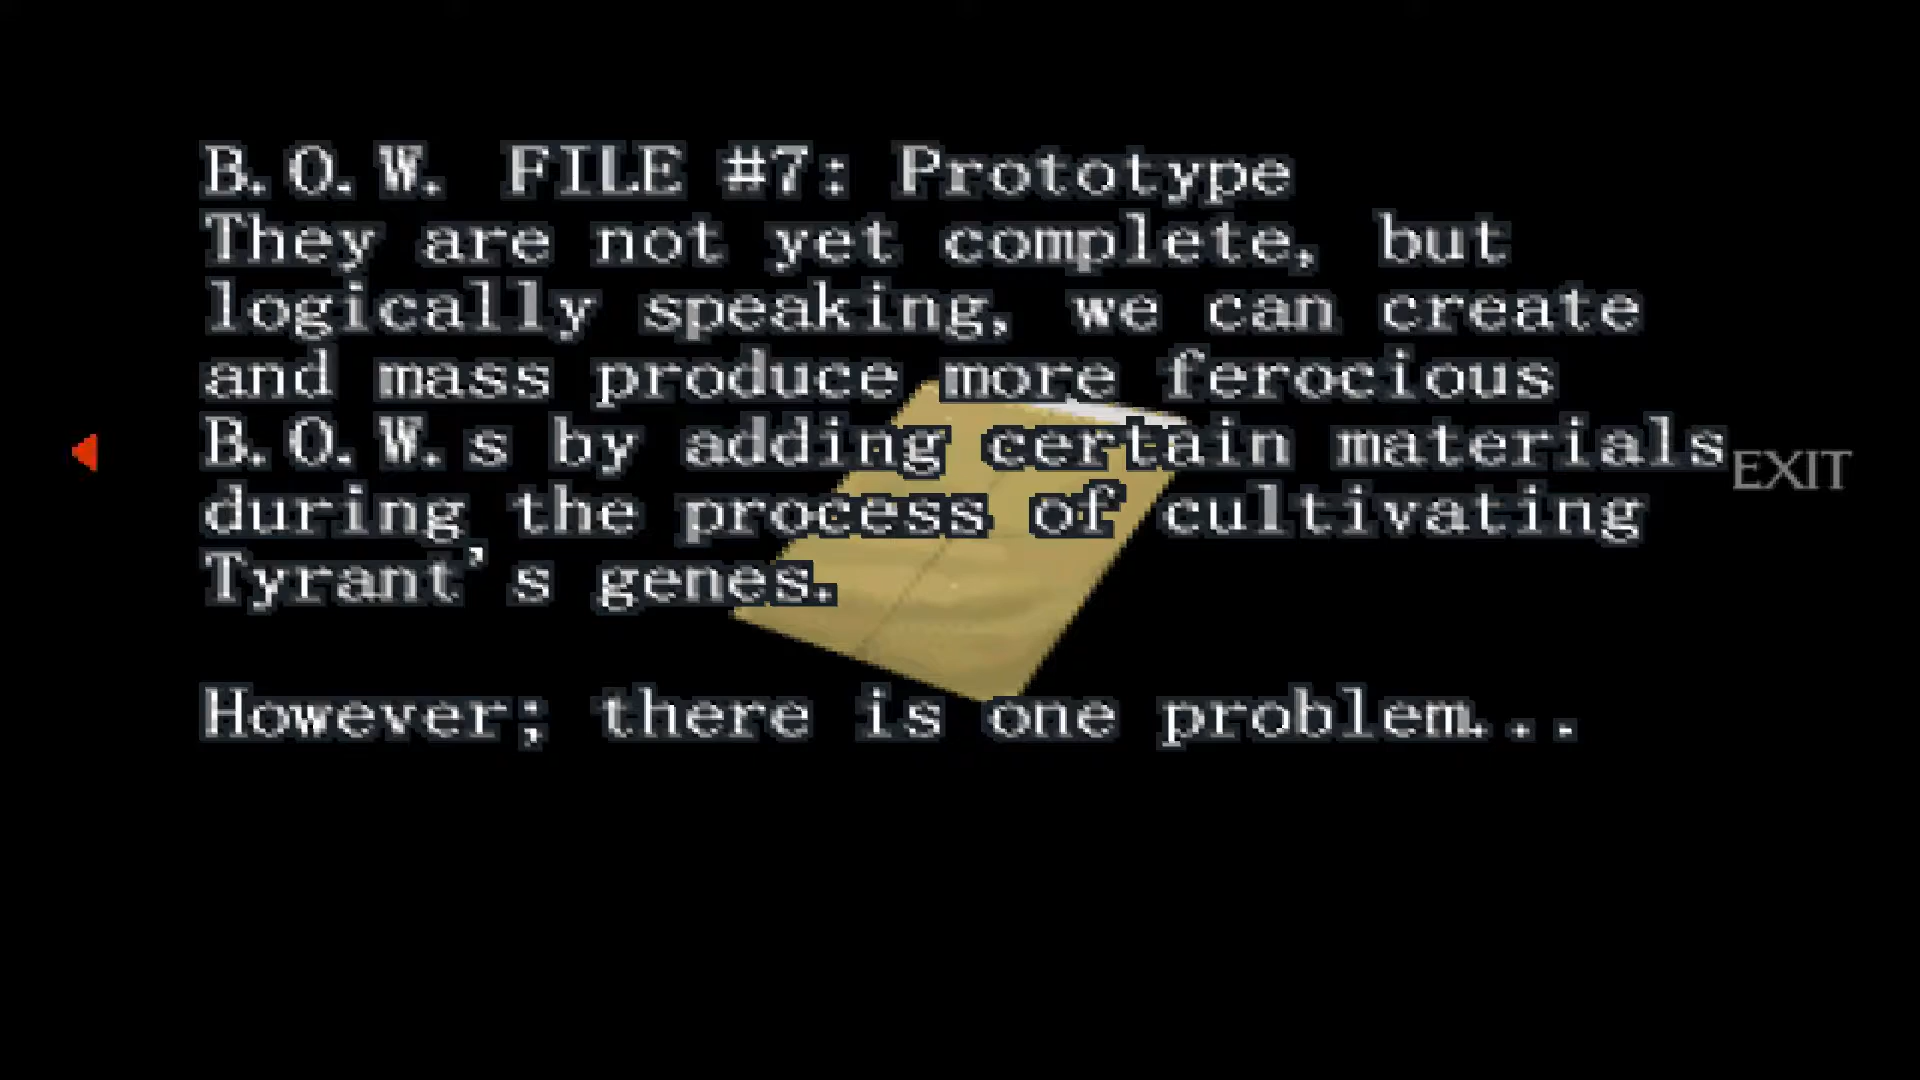 B.O.W. FILE #7: Prototype
They are not yet complete, but
logically speaking, we can create
and mass produce more ferocious
B.O.W.s by adding certain materials
EXIT
during the process of cultivating
Tyrant's genes.
However; there is one problem...